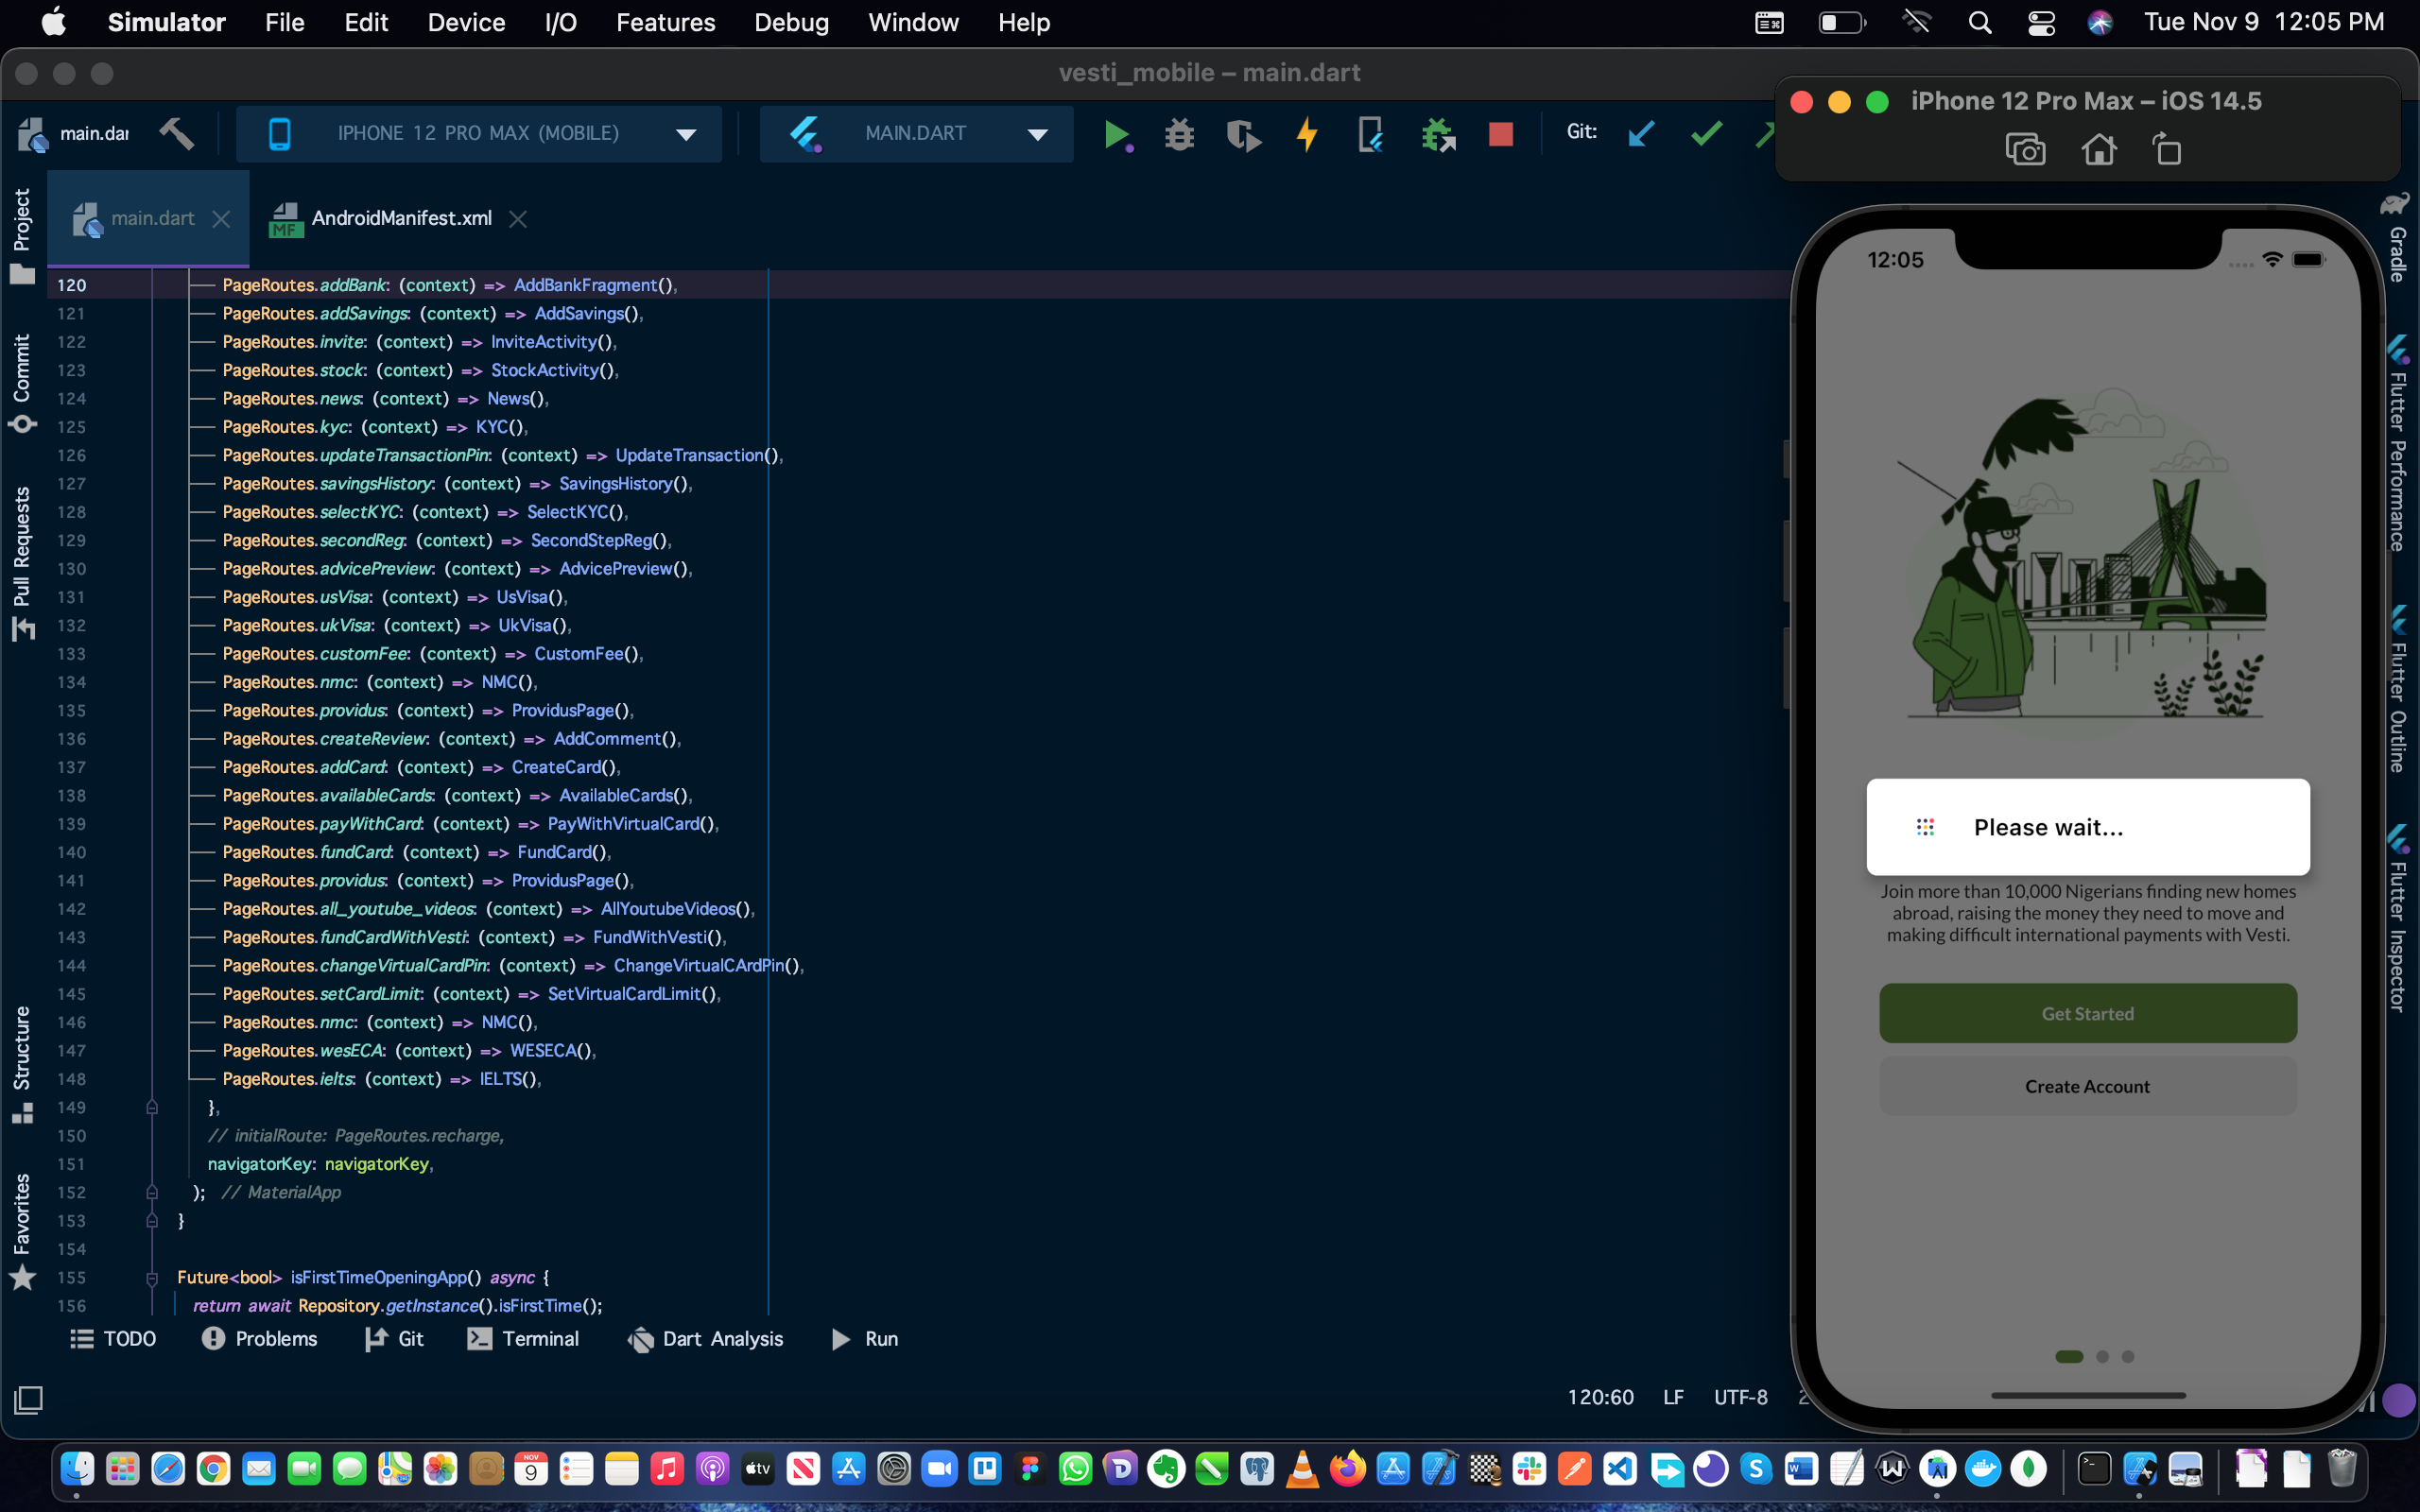 Simulator File Edit Device I/O Features Debug Window Help Tue Nov 9 12:05 PM
vesti_mobile – main.dart
iPhone 12 Pro Max – iOS 14.5
main.dar IPHONE 12 PRO MAX (MOBILE) MAIN.DART Git:
main.dart AndroidManifest.xml
Project
Commit
Pull Requests
Structure
Favorites
120 PageRoutes.addBank: (context) => AddBankFragment(),
121 PageRoutes.addSavings: (context) => AddSavings(),
122 PageRoutes.invite: (context) => InviteActivity(),
123 PageRoutes.stock: (context) => StockActivity(),
124 PageRoutes.news: (context) => News(),
125 PageRoutes.kyc: (context) => KYC(),
126 PageRoutes.updateTransactionPin: (context) => UpdateTransaction(),
127 PageRoutes.savingsHistory: (context) => SavingsHistory(),
128 PageRoutes.selectKYC: (context) => SelectKYC(),
129 PageRoutes.secondReg: (context) => SecondStepReg(),
130 PageRoutes.advicePreview: (context) => AdvicePreview(),
131 PageRoutes.usVisa: (context) => UsVisa(),
132 PageRoutes.ukVisa: (context) => UkVisa(),
133 PageRoutes.customFee: (context) => CustomFee(),
134 PageRoutes.nmc: (context) => NMC(),
135 PageRoutes.providus: (context) => ProvidusPage(),
136 PageRoutes.createReview: (context) => AddComment(),
137 PageRoutes.addCard: (context) => CreateCard(),
138 PageRoutes.availableCards: (context) => AvailableCards(),
139 PageRoutes.payWithCard: (context) => PayWithVirtualCard(),
140 PageRoutes.fundCard: (context) => FundCard(),
141 PageRoutes.providus: (context) => ProvidusPage(),
142 PageRoutes.all_youtube_videos: (context) => AllYoutubeVideos(),
143 PageRoutes.fundCardWithVesti: (context) => FundWithVesti(),
144 PageRoutes.changeVirtualCardPin: (context) => ChangeVirtualCArdPin(),
145 PageRoutes.setCardLimit: (context) => SetVirtualCardLimit(),
146 PageRoutes.nmc: (context) => NMC(),
147 PageRoutes.wesECA: (context) => WESECA(),
148 PageRoutes.ielts: (context) => IELTS(),
149 },
150 // initialRoute: PageRoutes.recharge,
151 navigatorKey: navigatorKey,
152 ); // MaterialApp
153 }
154
155 Future<bool> isFirstTimeOpeningApp() async {
156 return await Repository.getInstance().isFirstTime();
TODO Problems Git Terminal Dart Analysis Run
120:60 LF UTF-8 2
12:05
Please wait...
Join more than 10,000 Nigerians finding new homes
abroad, raising the money they need to move and
making difficult international payments with Vesti.
Get Started
Create Account
Gradle
Flutter Performance
Flutter Outline
Flutter Inspector
NOV
9
tv